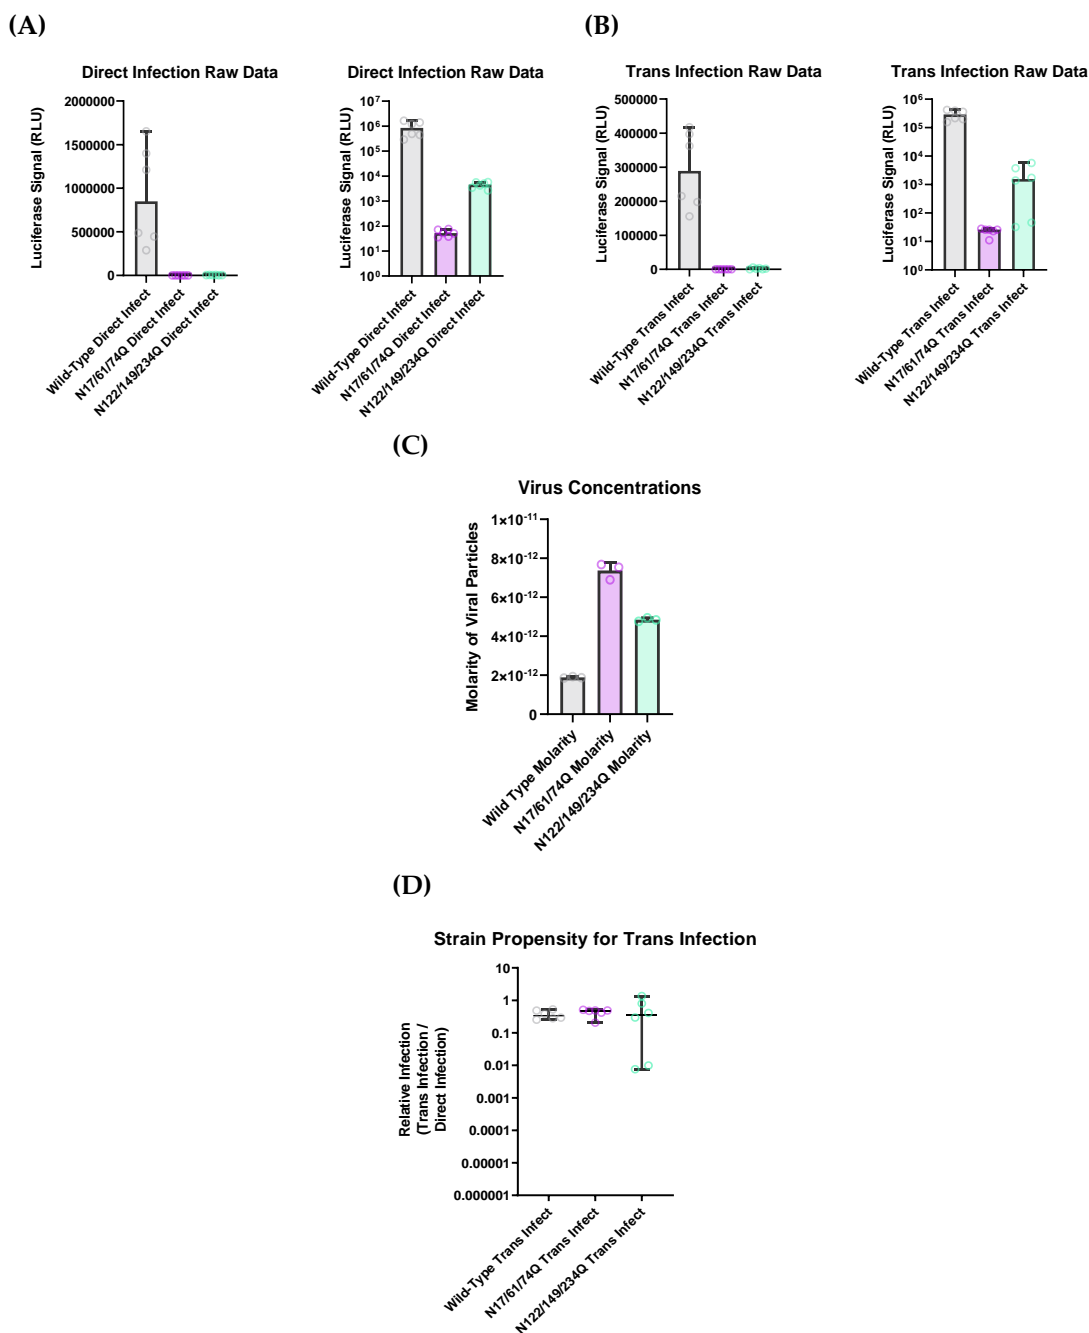 (A)
(B)
Direct Infection Raw Data
Luciferase Signal (RLU)
2000000
1500000
1000000
500000
0
Wild-Type Direct Infect
N17/61/74Q Direct Infect
N122/149/234Q Direct Infect
Direct Infection Raw Data
Luciferase Signal (RLU)
10⁷
10⁶
10⁵
10⁴
10³
10²
10¹
10⁰
Wild-Type Direct Infect
N17/61/74Q Direct Infect
N122/149/234Q Direct Infect
Trans Infection Raw Data
Luciferase Signal (RLU)
500000
400000
300000
200000
100000
0
Wild-Type Trans Infect
N17/61/74Q Trans Infect
N122/149/234Q Trans Infect
Trans Infection Raw Data
Luciferase Signal (RLU)
10⁶
10⁵
10⁴
10³
10²
10¹
10⁰
Wild-Type Trans Infect
N17/61/74Q Trans Infect
N122/149/234Q Trans Infect
(C)
Virus Concentrations
Molarity of Viral Particles
1×10⁻¹¹
8×10⁻¹²
6×10⁻¹²
4×10⁻¹²
2×10⁻¹²
0
Wild Type Molarity
N17/61/74Q Molarity
N122/149/234Q Molarity
(D)
Strain Propensity for Trans Infection
Relative Infection
(Trans Infection /
Direct Infection)
10
1
0.1
0.01
0.001
0.0001
0.00001
0.000001
Wild-Type Trans Infect
N17/61/74Q Trans Infect
N122/149/234Q Trans Infect